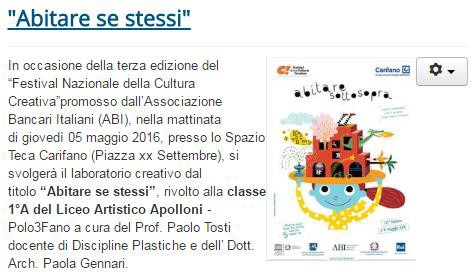 "Abitare se stessi"
In occasione della terza edizione del
“Festival Nazionale della Cultura
Creativa”promosso dall’Associazione
Bancari Italiani (ABI), nella mattinata
di giovedì 05 maggio 2016, presso lo Spazio
Teca Carifano (Piazza xx Settembre), si
svolgerà il laboratorio creativo dal
titolo “Abitare se stessi”, rivolto alla classe
1°A del Liceo Artistico Apolloni -
Polo3Fano a cura del Prof. Paolo Tosti
docente di Discipline Plastiche e dell’ Dott.
Arch. Paola Gennari.
Carifano
abitare
sottosopra
ABI
Rai